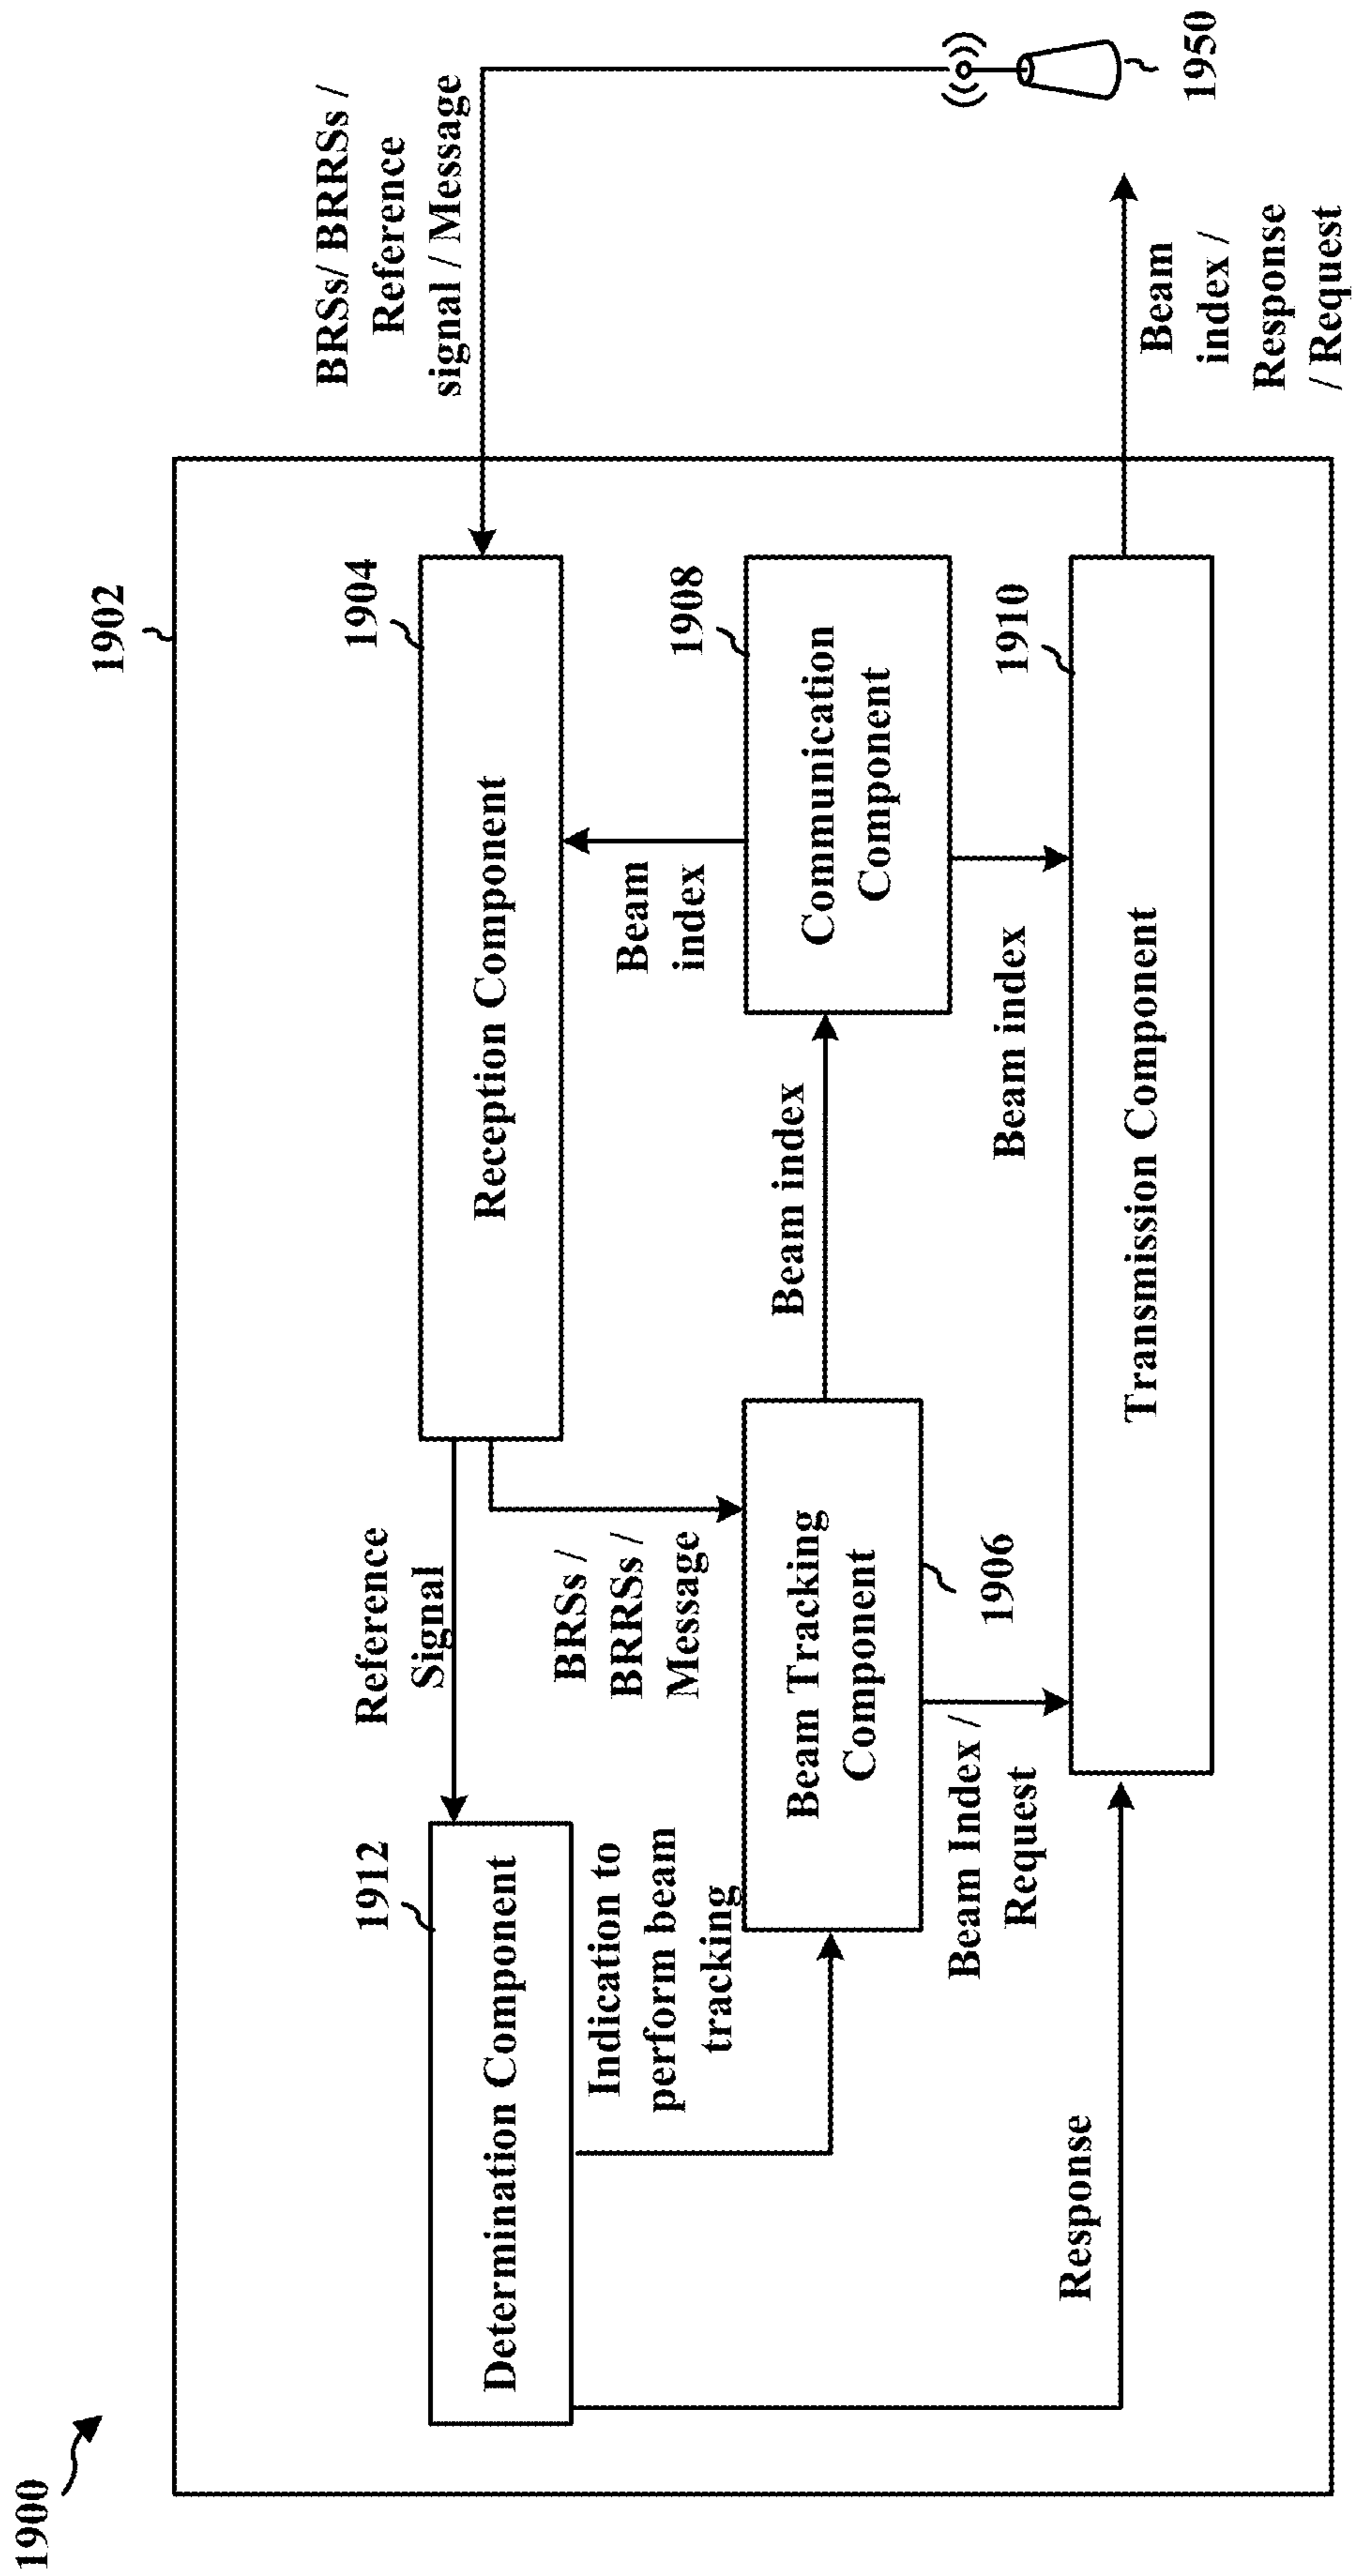 1900
1902
BRSs/ BRRSs /
Reference
signal / Message
1904
Reception Component
Reference
Signal
1912
Determination Component
BRSs /
BRRSs /
Message
Indication to
perform beam
tracking
Beam
index
1908
Communication
Component
Beam index
Beam Tracking
Component
1906
Beam Index /
Request
Beam index
1910
Transmission Component
Response
1950
Beam
index /
Response
/ Request